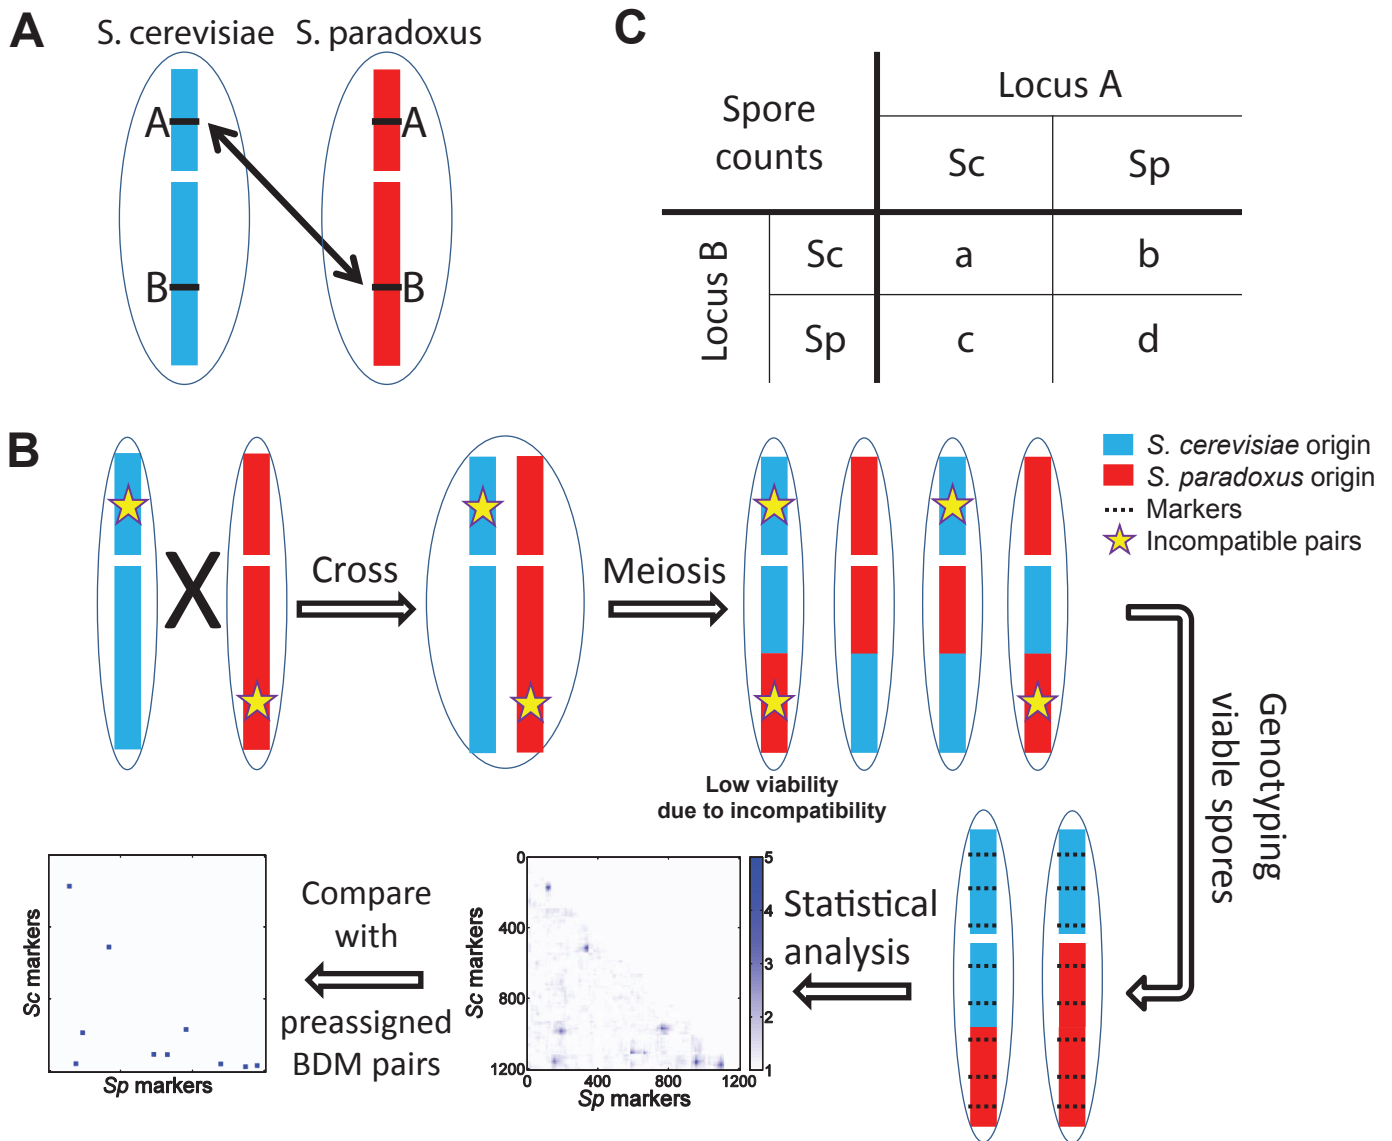 A
S. cerevisiae
S. paradoxus
A
A
B
B
C
Spore
counts
Locus A
Sc
Sp
Locus B
Sc
a
b
Sp
c
d
B
X
Cross
Meiosis
S. cerevisiae origin
S. paradoxus origin
Markers
Incompatible pairs
Low viability
due to incompatibility
Genotyping
viable spores
Statistical
analysis
0
400
800
1200
Sc markers
0
400
800
1200
Sp markers
5
4
3
2
1
Compare
with
preassigned
BDM pairs
Sc markers
Sp markers